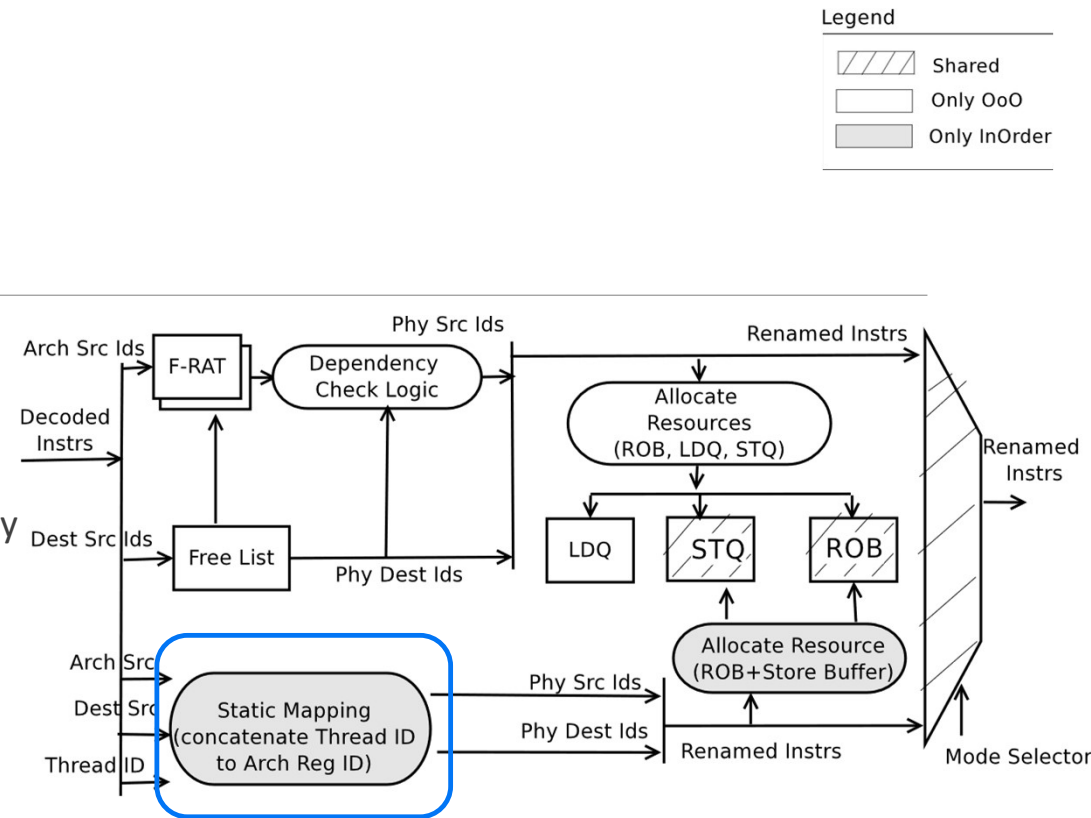 Legend
Shared
Only OoO
Only InOrder
Phy Src Ids
Renamed Instrs
Arch Src Ids
F-RAT
Dependency
Check Logic
Allocate
Resources
(ROB, LDQ, STQ)
Decoded
Instrs
Renamed
Instrs
y
Dest Src Ids
Free List
Phy Dest Ids
LDQ
STQ
ROB
Allocate Resource
(ROB+Store Buffer)
Arch Src
Dest Src
Thread ID
Static Mapping
(concatenate Thread ID
to Arch Reg ID)
Phy Src Ids
Phy Dest Ids
Renamed Instrs
Mode Selector